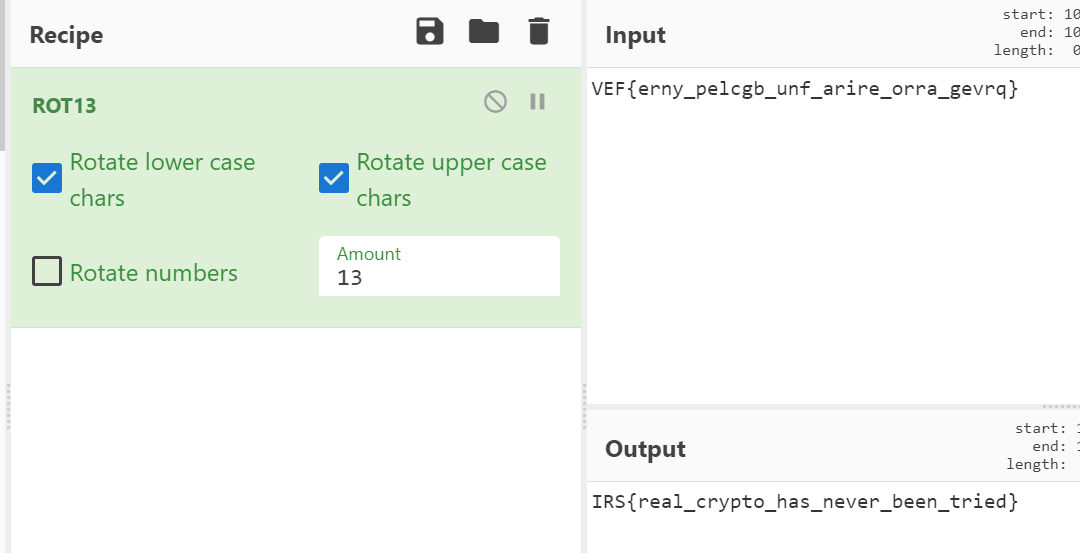 Recipe
ROT13
Rotate lower case
chars
Rotate upper case
chars
Rotate numbers
Amount
13
Input
start: 10
end: 10
length: 0
VEF{erny_pelcgb_unf_arire_orra_gevrq}
Output
start: 1
end: 1
length:
IRS{real_crypto_has_never_been_tried}